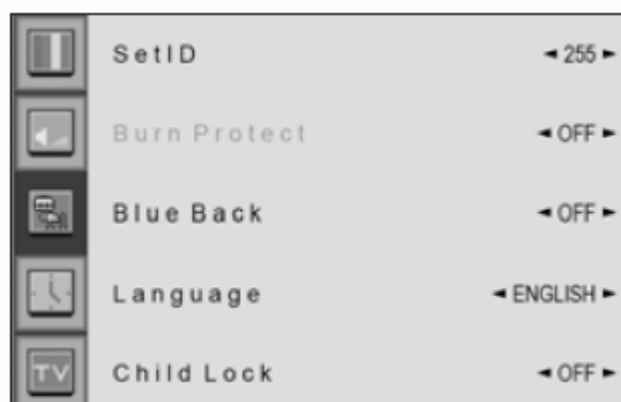 SetID ◄ 255 ►
Burn Protect ◄ OFF ►
Blue Back ◄ OFF ►
Language ◄ ENGLISH ►
TV Child Lock ◄ OFF ►